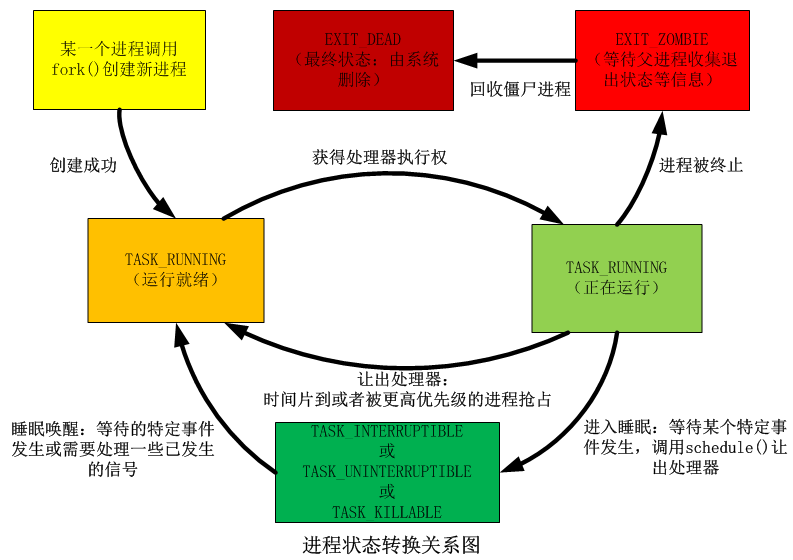 某一个进程调用
fork()创建新进程
EXIT_DEAD
（最终状态：由系统
删除）
EXIT_ZOMBIE
（等待父进程收集退
出状态等信息）
回收僵尸进程
创建成功
获得处理器执行权
进程被终止
TASK_RUNNING
（运行就绪）
TASK_RUNNING
（正在运行）
让出处理器：
时间片到或者被更高优先级的进程抢占
睡眠唤醒：等待的特定事件
发生或需要处理一些已发生
的信号
TASK_INTERRUPTIBLE
或
TASK_UNINTERRUPTIBLE
或
TASK_KILLABLE
进入睡眠：等待某个特定事
件发生，调用schedule()让
出处理器
进程状态转换关系图